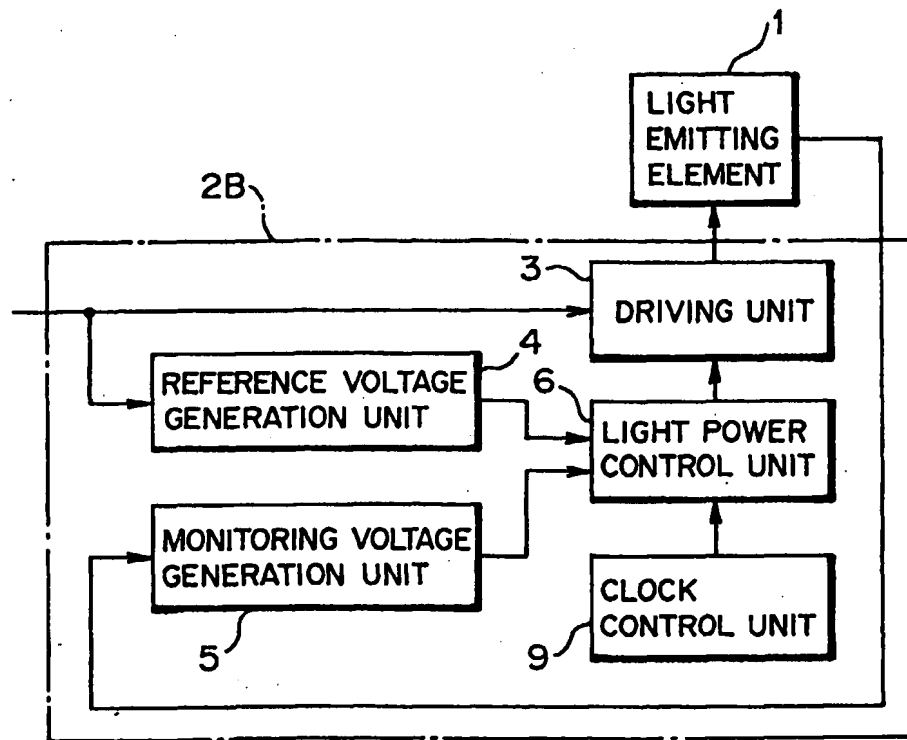 1
LIGHT
EMITTING
ELEMENT
2B
3
DRIVING UNIT
4
REFERENCE VOLTAGE
GENERATION UNIT
6
LIGHT POWER
CONTROL UNIT
MONITORING VOLTAGE
GENERATION UNIT
5
CLOCK
CONTROL UNIT
9